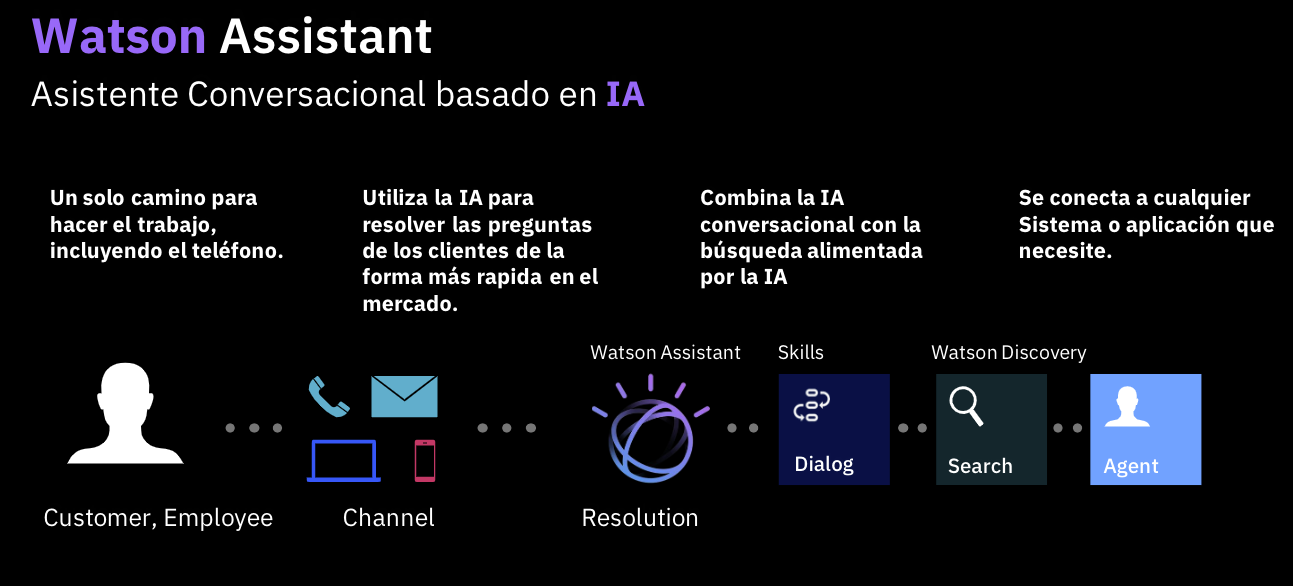 Watson Assistant
Asistente Conversacional basado en IA
Un solo camino para
hacer el trabajo,
incluyendo el teléfono.
Utiliza la IA para
resolver las preguntas
de los clientes de la
forma más rapida en el
mercado.
Combina la IA
conversacional con la
búsqueda alimentada
por la IA
Se conecta a cualquier
Sistema o aplicación que
necesite.
Watson Assistant
Skills
Watson Discovery
Dialog
Search
Agent
Customer, Employee
Channel
Resolution